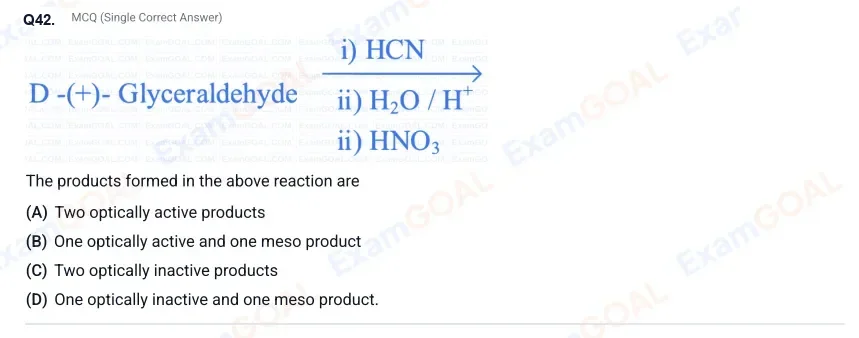 Q42. MCQ (Single Correct Answer)
i) HCN
D -(+)- Glyceraldehyde
ii) H₂O / H⁺
ii) HNO₃
The products formed in the above reaction are
(A) Two optically active products
(B) One optically active and one meso product
(C) Two optically inactive products
(D) One optically inactive and one meso product.
ExamGOAL